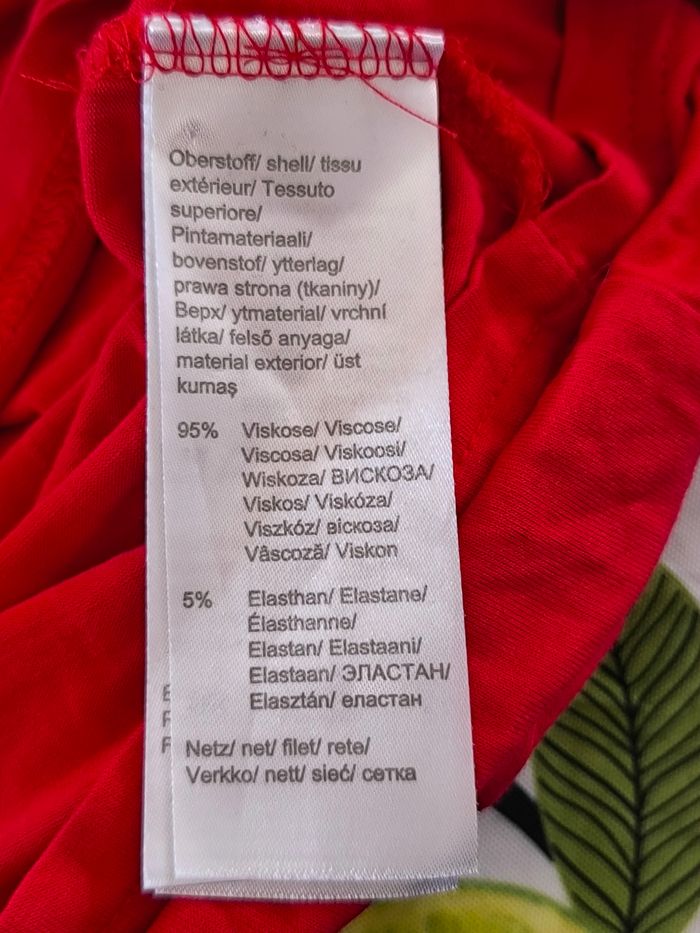 Oberstoff/ shell/ tissu
extérieur/ Tessuto
superiore/
Pintamateriaali/
bovenstof/ ytterlag/
prawa strona (tkaniny)/
Верх/ ytmaterial/ vrchní
látka/ felső anyaga/
material exterior/ üst
kumaş
95% Viskose/ Viscose/
Viscosa/ Viskoosi/
Wiskoza/ ВИСКОЗА/
Viskos/ Viskóza/
Viszkóz/ віскоза/
Vâscoză/ Viskon
5% Elasthan/ Elastane/
Élasthanne/
Elastan/ Elastaani/
Elastaan/ ЭЛАСТАН/
Elasztán/ еластан
Netz/ net/ filet/ rete/
Verkko/ nett/ sieć/ сетка